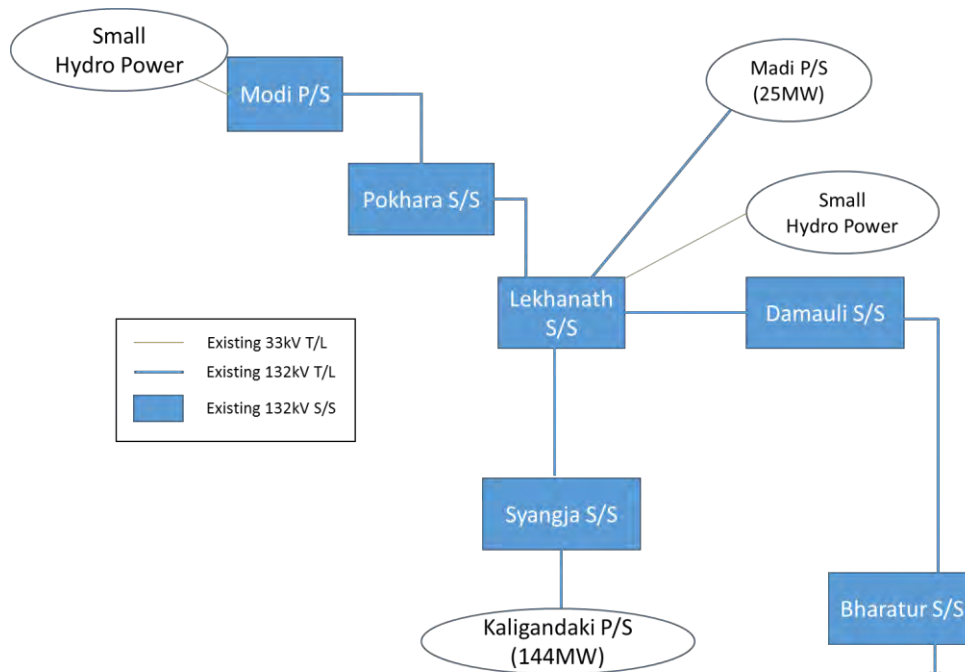 Small
Hydro Power
Modi P/S
Madi P/S
(25MW)
Pokhara S/S
Small
Hydro Power
Lekhanath
S/S
Damauli S/S
Existing 33kV T/L
Existing 132kV T/L
Existing 132kV S/S
Syangja S/S
Bharatur S/S
Kaligandaki P/S
(144MW)